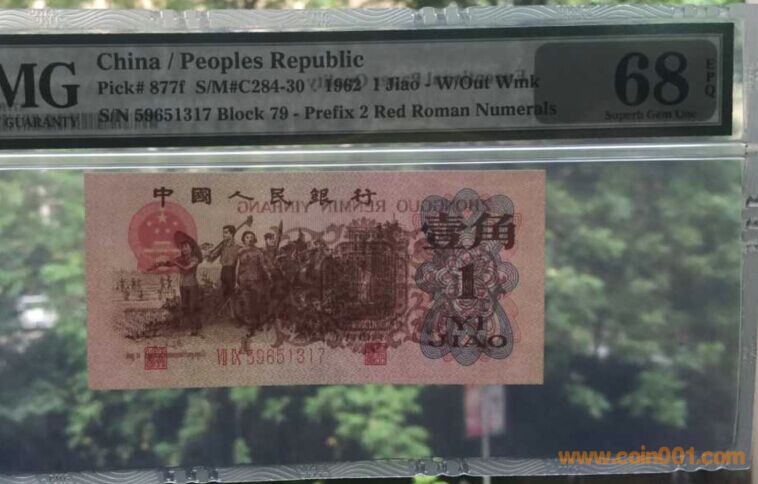 China / Peoples Republic
Pick# 877f S/M#C284-30 1962 1 Jiao - W/Out Wmk
S/N 59651317 Block 79 - Prefix 2 Red Roman Numerals
MG
GUARANTY
68
EPQ
Superb Gem Unc
中國人民銀行
ZHONGGUO RENMIN YINHANG
壹角
1
YI
JIAO
59651317
www.coin001.com